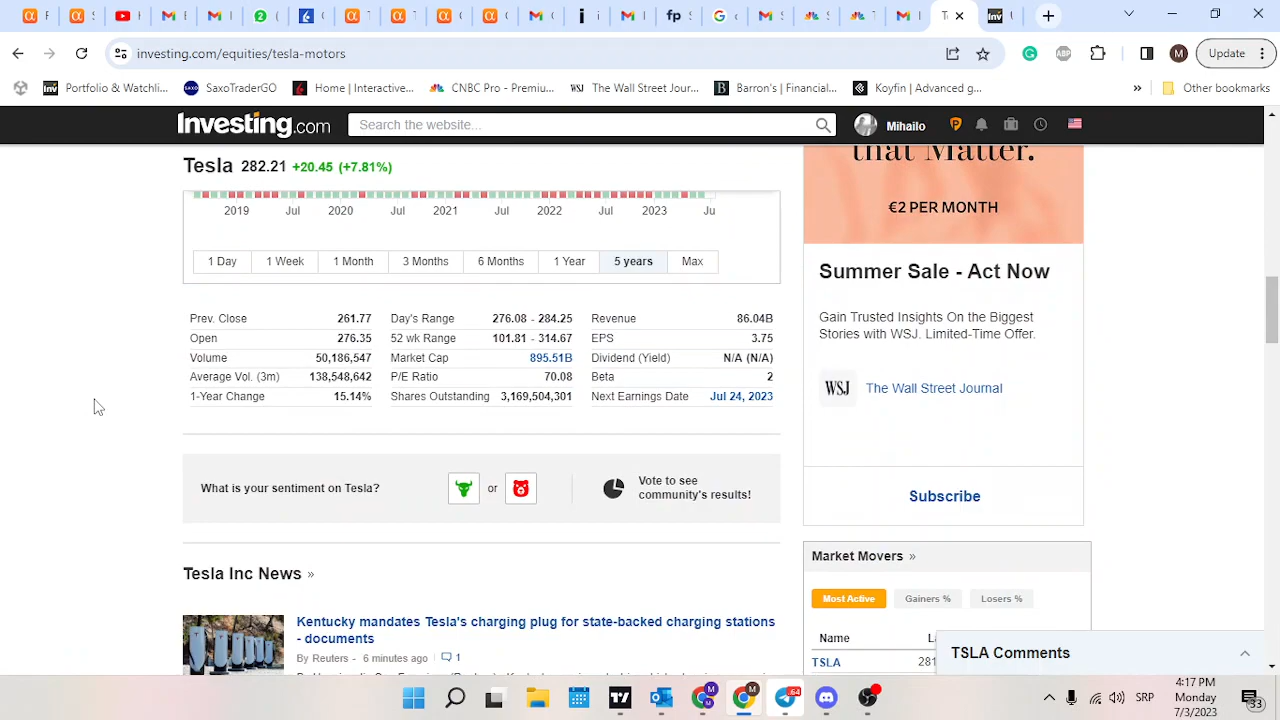 investing.com/equities/tesla-motors
Update
Portfolio & Watchli...
SaxoTraderGO
Home | Interactive...
CNBC Pro - Premiu...
The Wall Street Jour...
Barron's | Financial...
Koyfin | Advanced g...
»
Other bookmarks
Investing.com
Search the website...
Mihailo
Tesla 282.21 +20.45 (+7.81%)
2019 Jul 2020 Jul 2021 Jul 2022 Jul 2023 Ju
1 Day 1 Week 1 Month 3 Months 6 Months 1 Year 5 years Max
Prev. Close 261.77 Day's Range 276.08 - 284.25 Revenue 86.04B
Open 276.35 52 wk Range 101.81 - 314.67 EPS 3.75
Volume 50,186,547 Market Cap 895.51B Dividend (Yield) N/A (N/A)
Average Vol. (3m) 138,548,642 P/E Ratio 70.08 Beta 2
1-Year Change 15.14% Shares Outstanding 3,169,504,301 Next Earnings Date Jul 24, 2023
What is your sentiment on Tesla?
or
Vote to see
community's results!
Tesla Inc News »
Kentucky mandates Tesla's charging plug for state-backed charging stations
- documents
By Reuters - 6 minutes ago 1
that Matter.
€2 PER MONTH
Summer Sale - Act Now
Gain Trusted Insights On the Biggest
Stories with WSJ. Limited-Time Offer.
WSJ
The Wall Street Journal
Subscribe
Market Movers »
Most Active Gainers % Losers %
Name
TSLA 281
TSLA Comments
SRP
4:17 PM
Monday
7/3/2023